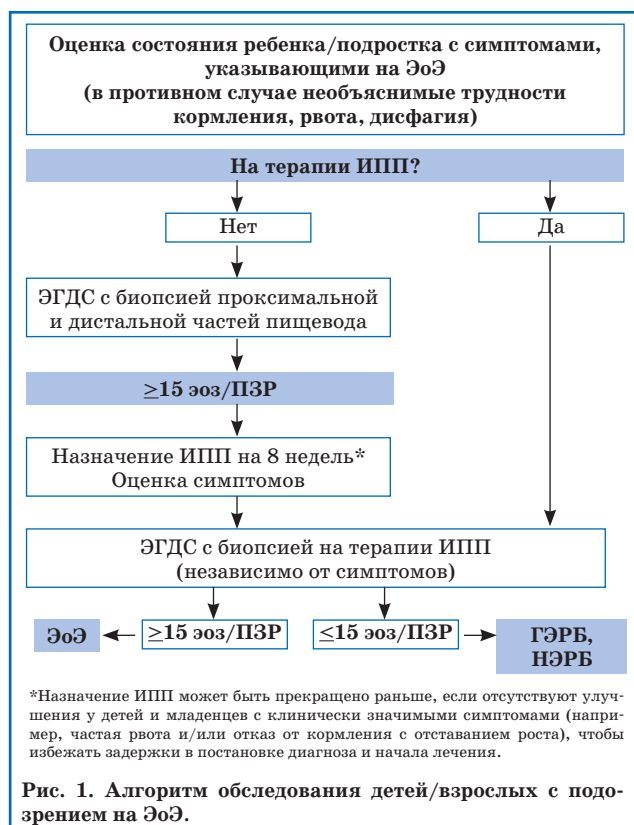 Оценка состояния ребенка/подростка с симптомами,
указывающими на ЭоЭ
(в противном случае необъяснимые трудности
кормления, рвота, дисфагия)
На терапии ИПП?
Нет
Да
ЭГДС с биопсией проксимальной
и дистальной частей пищевода
≥15 эоз/ПЗР
Назначение ИПП на 8 недель*
Оценка симптомов
ЭГДС с биопсией на терапии ИПП
(независимо от симптомов)
ЭоЭ
≥15 эоз/ПЗР
≤15 эоз/ПЗР
ГЭРБ,
НЭРБ
*Назначение ИПП может быть прекращено раньше, если отсутствуют улуч-
шения у детей и младенцев с клинически значимыми симптомами (напри-
мер, частая рвота и/или отказ от кормления с отставанием роста), чтобы
избежать задержки в постановке диагноза и начала лечения.
Рис. 1. Алгоритм обследования детей/взрослых с подо-
зрением на ЭоЭ.